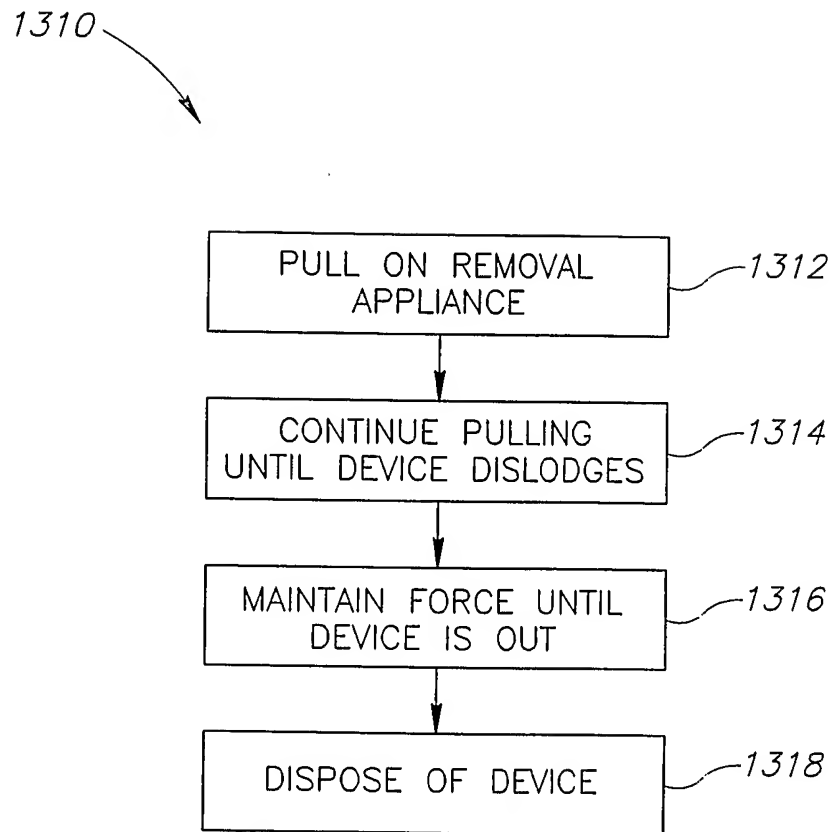 1310
PULL ON REMOVAL
APPLIANCE
1312
CONTINUE PULLING
UNTIL DEVICE DISLODGES
1314
MAINTAIN FORCE UNTIL
DEVICE IS OUT
1316
DISPOSE OF DEVICE
1318